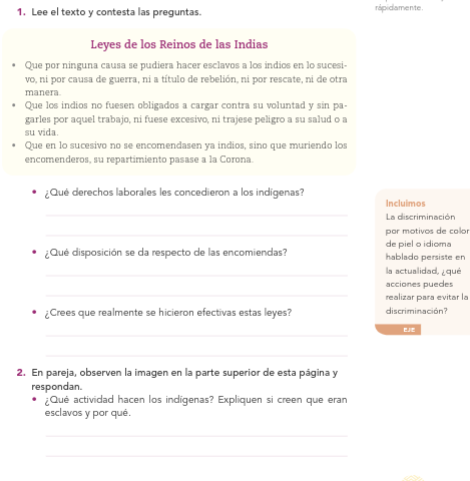 rápidamente.
1. Lee el texto y contesta las preguntas.
Leyes de los Reinos de las Indias
• Que por ninguna causa se pudiera hacer esclavos a los indios en lo sucesi-
vo, ni por causa de guerra, ni a título de rebelión, ni por rescate, ni de otra
manera.
• Que los indios no fuesen obligados a cargar contra su voluntad y sin pa-
garles por aquel trabajo, ni fuese excesivo, ni trajese peligro a su salud o a
su vida.
• Que en lo sucesivo no se encomendasen ya indios, sino que muriendo los
encomenderos, su repartimiento pasase a la Corona.
• ¿Qué derechos laborales les concedieron a los indígenas?
• ¿Qué disposición se da respecto de las encomiendas?
• ¿Crees que realmente se hicieron efectivas estas leyes?
2. En pareja, observen la imagen en la parte superior de esta página y
respondan.
• ¿Qué actividad hacen los indígenas? Expliquen si creen que eran
esclavos y por qué.
Incluimos
La discriminación
por motivos de color
de piel o idioma
hablado persiste en
la actualidad, ¿qué
acciones puedes
realizar para evitar la
discriminación?
EJE